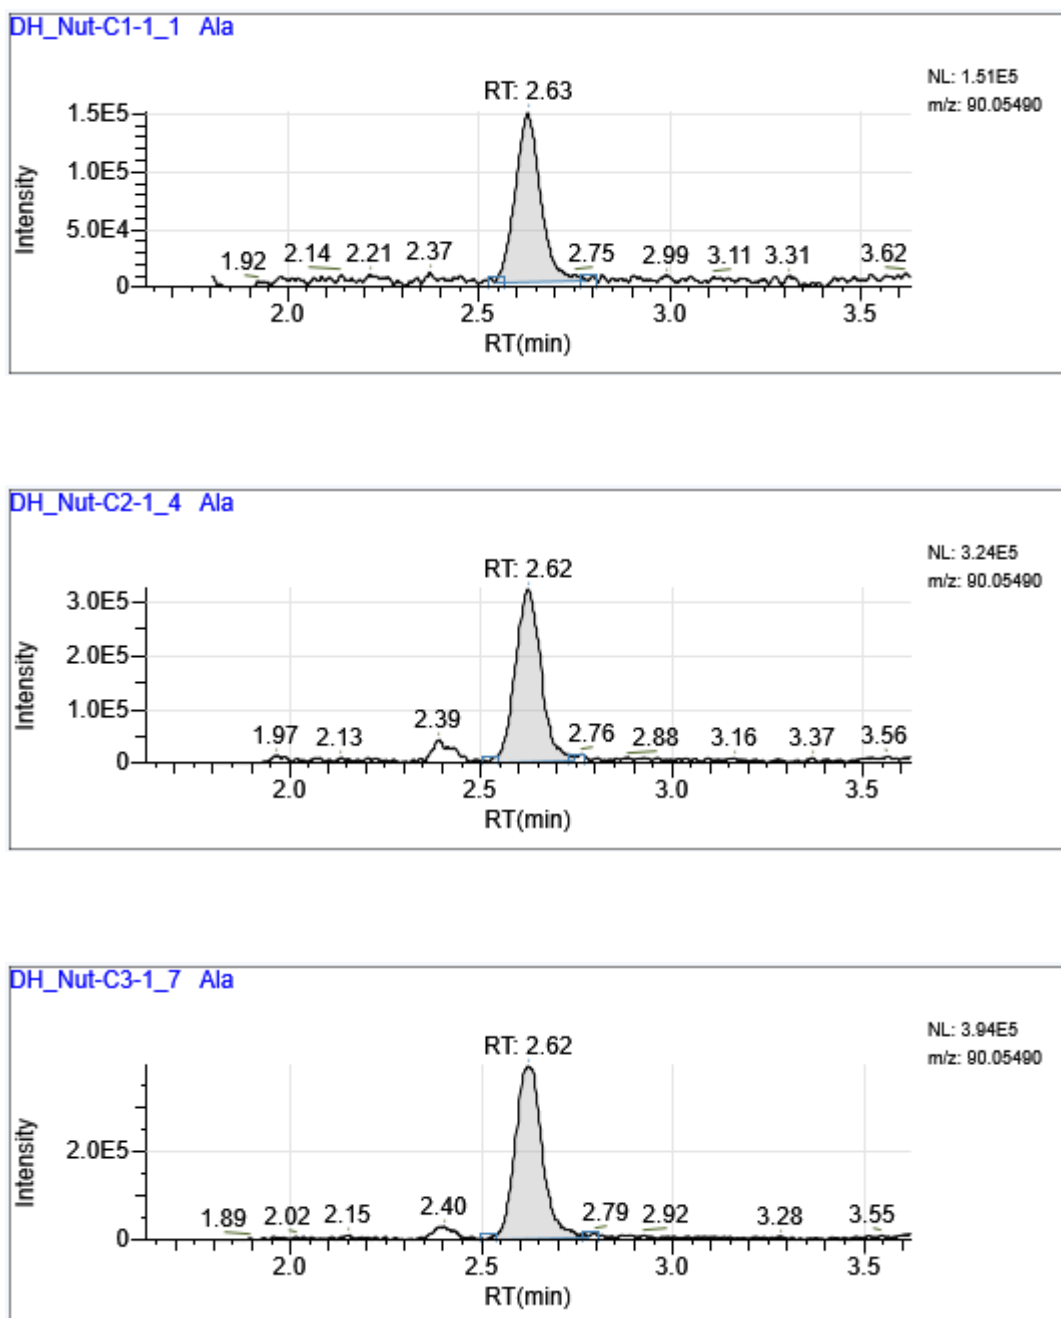 DH_Nut-C1-1_1 Ala
NL: 1.51E5
m/z: 90.05490
RT: 2.63
1.5E5
1.0E5
5.0E4
0
Intensity
1.92 2.14 2.21 2.37 2.75 2.99 3.11 3.31 3.62
2.0 2.5 3.0 3.5
RT(min)
DH_Nut-C2-1_4 Ala
NL: 3.24E5
m/z: 90.05490
RT: 2.62
3.0E5
2.0E5
1.0E5
0
Intensity
1.97 2.13 2.39 2.76 2.88 3.16 3.37 3.56
2.0 2.5 3.0 3.5
RT(min)
DH_Nut-C3-1_7 Ala
NL: 3.94E5
m/z: 90.05490
RT: 2.62
2.0E5
0
Intensity
1.89 2.02 2.15 2.40 2.79 2.92 3.28 3.55
2.0 2.5 3.0 3.5
RT(min)